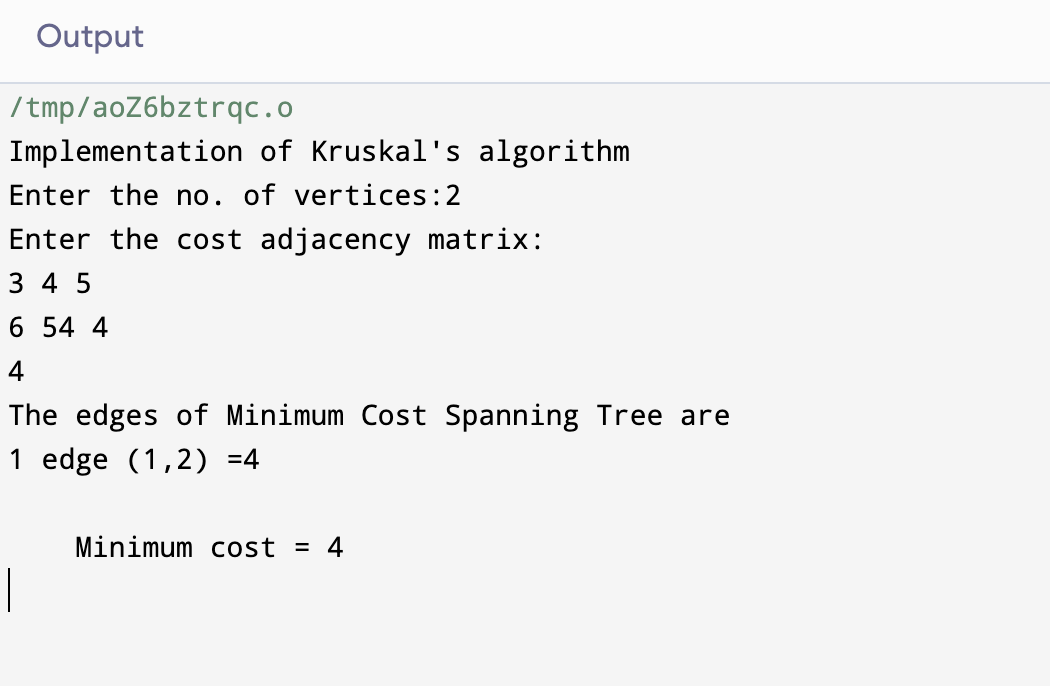 Output
/tmp/aoZ6bztrqc.o
Implementation of Kruskal's algorithm
Enter the no. of vertices:2
Enter the cost adjacency matrix:
3 4 5
6 54 4
4
The edges of Minimum Cost Spanning Tree are
1 edge (1,2) =4
Minimum cost = 4